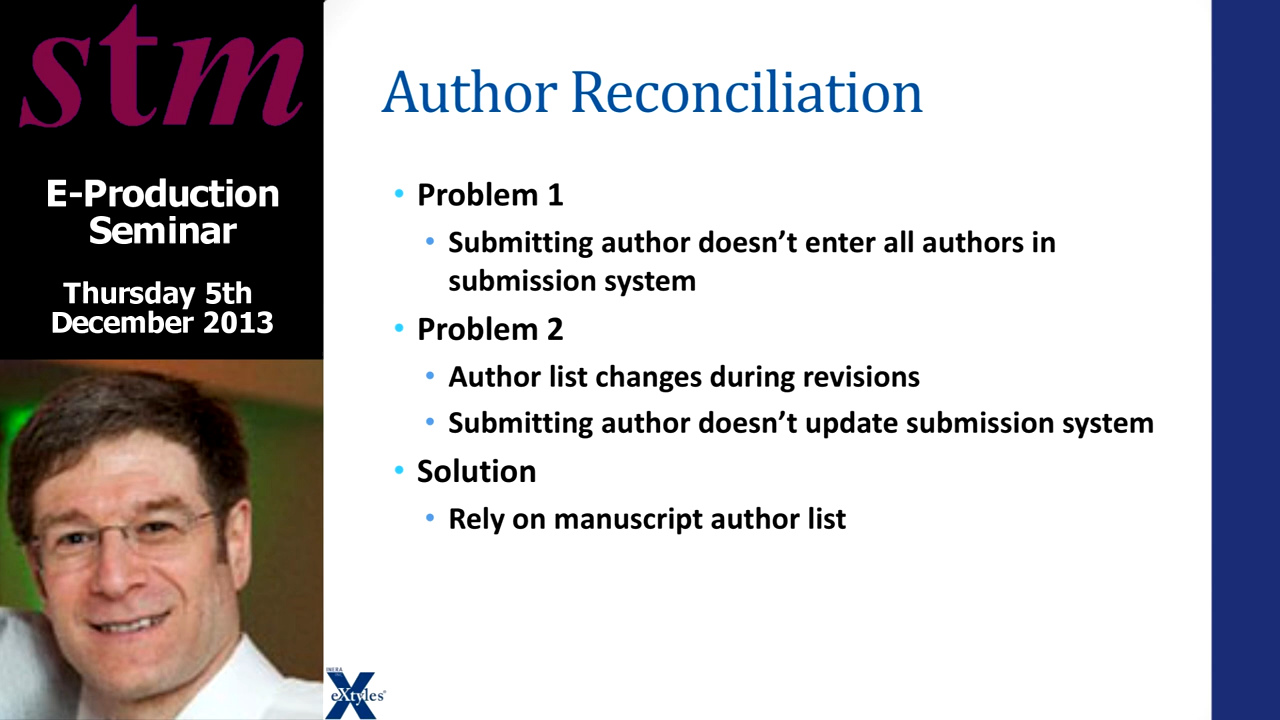 stm
E-Production
Seminar
Thursday 5th
December 2013
Author Reconciliation
• Problem 1
• Submitting author doesn’t enter all authors in
submission system
• Problem 2
• Author list changes during revisions
• Submitting author doesn’t update submission system
• Solution
• Rely on manuscript author list
INERA
eXtyles®